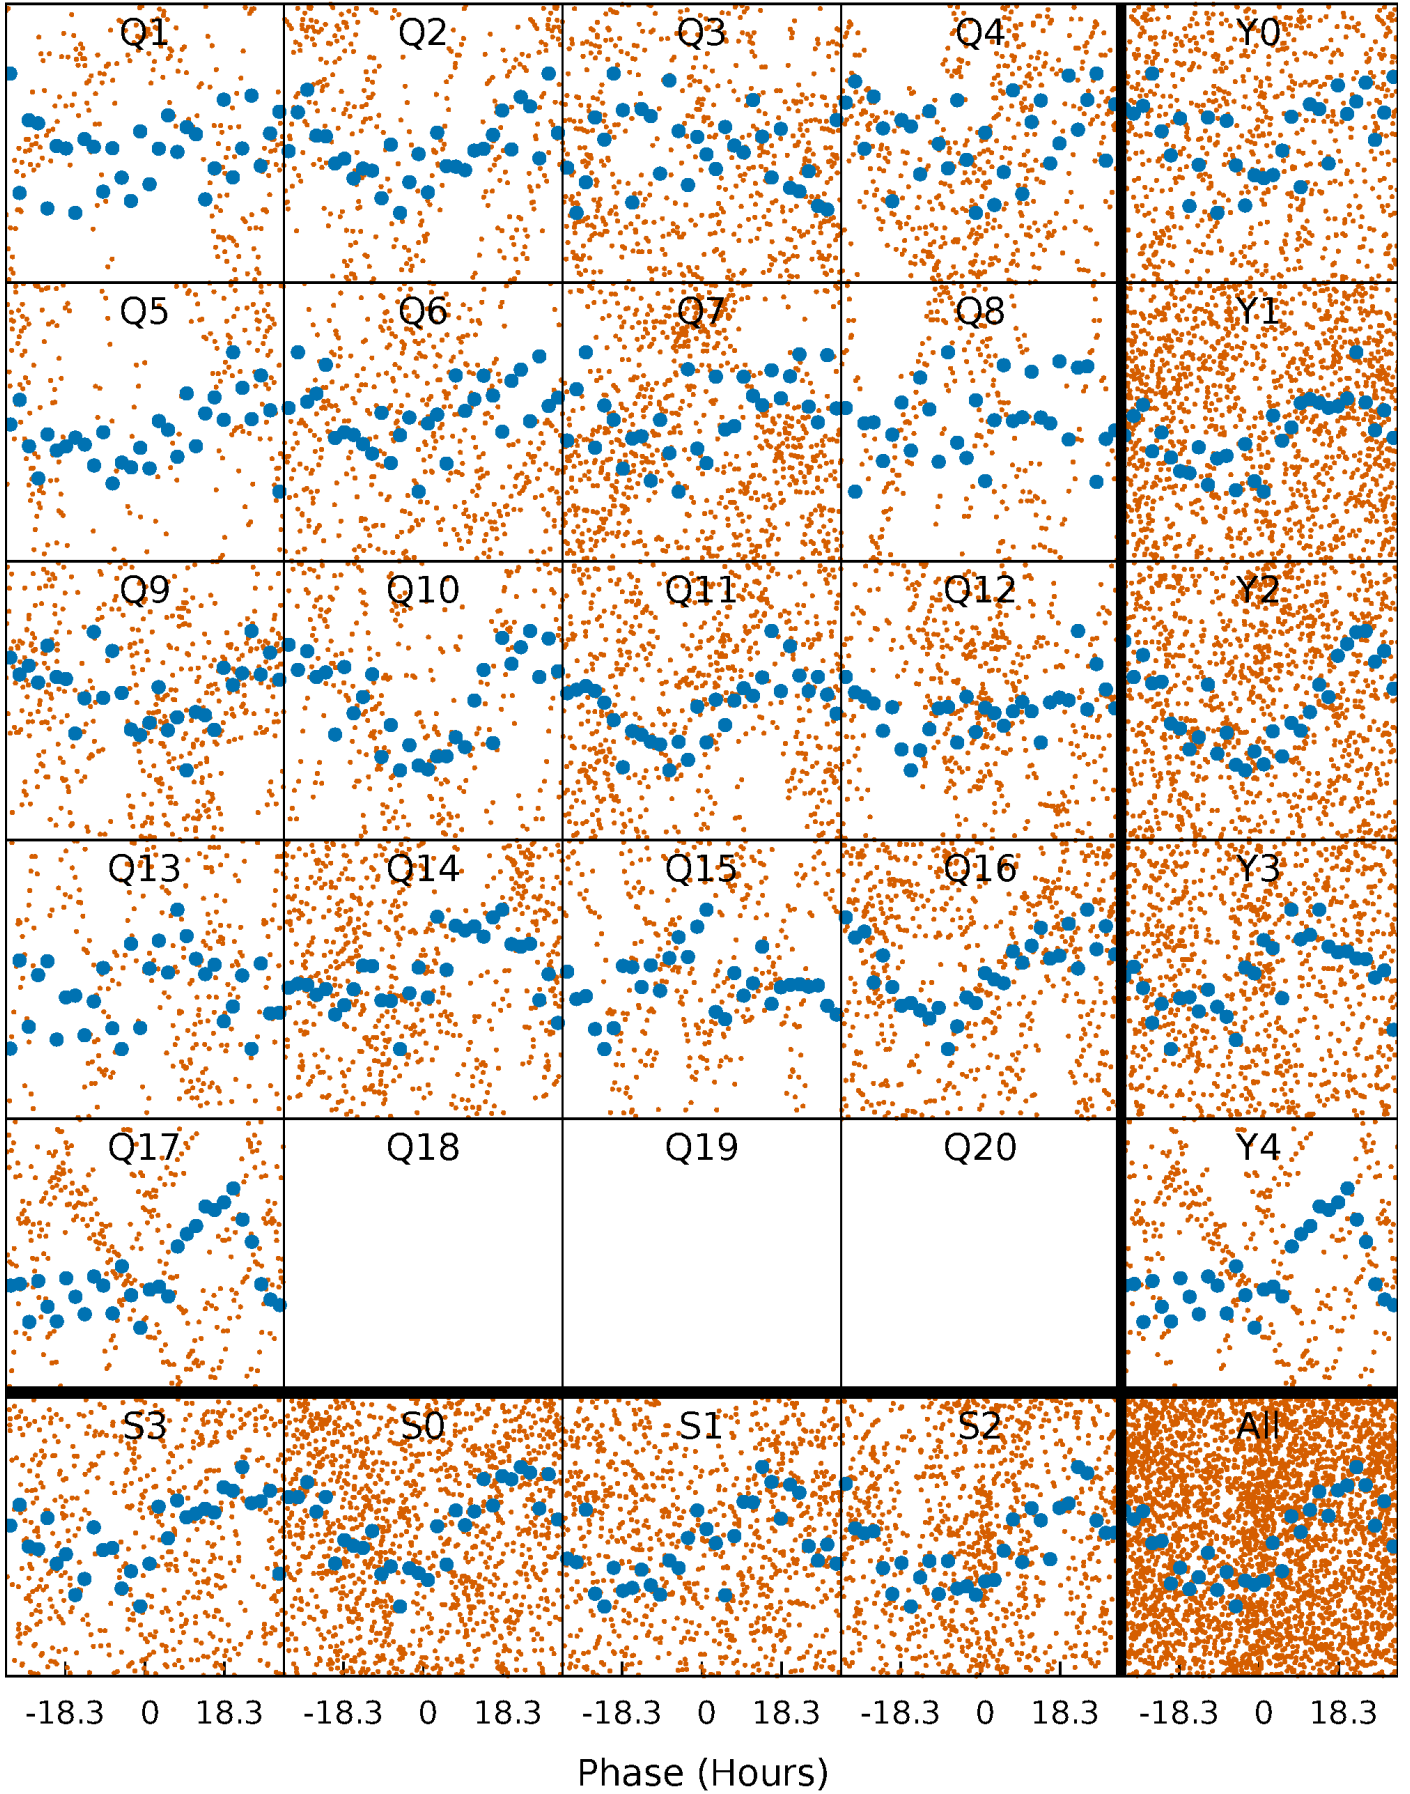 Q1 Q2 Q3 Q4 Y0
Q5 Q6 Q7 Q8 Y1
Q9 Q10 Q11 Q12 Y2
Q13 Q14 Q15 Q16 Y3
Q17 Q18 Q19 Q20 Y4
S3 S0 S1 S2 All
-18.3 0 18.3 -18.3 0 18.3 -18.3 0 18.3 -18.3 0 18.3 -18.3 0 18.3
Phase (Hours)